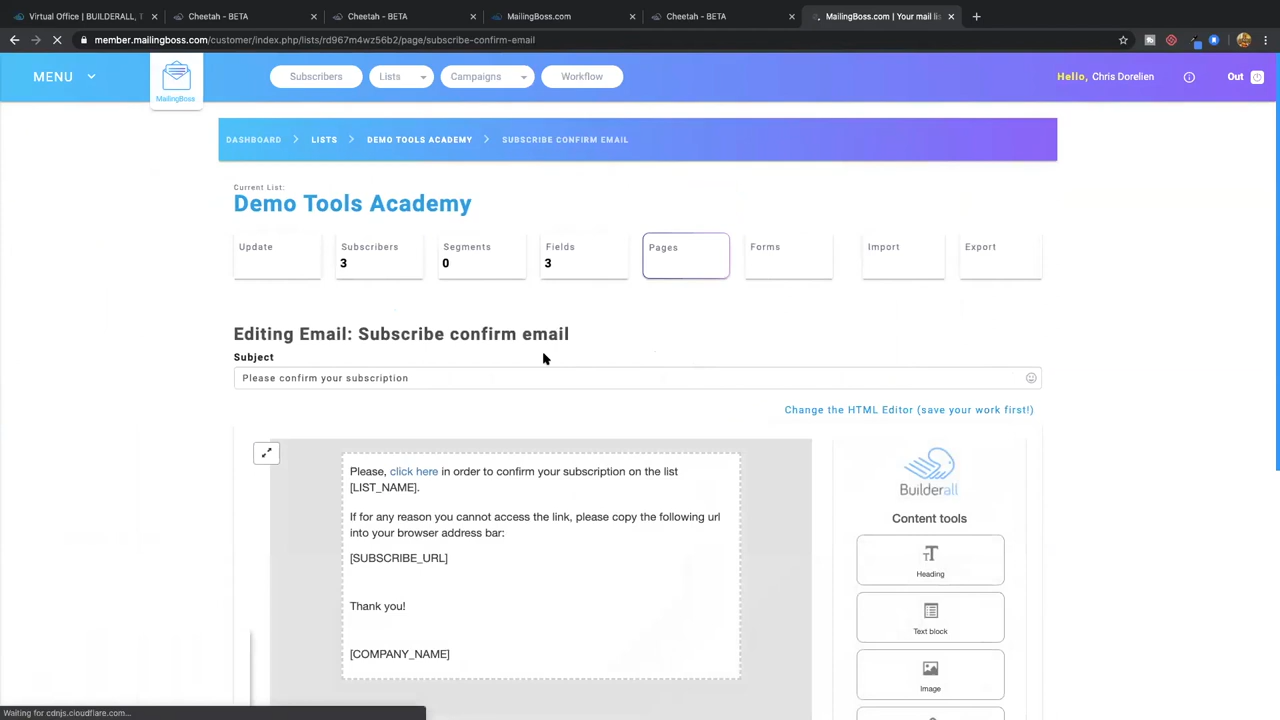 Virtual Office | BUILDERALL, T
Cheetah - BETA
Cheetah - BETA
MailingBoss.com
Cheetah - BETA
MailingBoss.com | Your mail lis
member.mailingboss.com/customer/index.php/lists/rd967m4wz56b2/page/subscribe-confirm-email
MENU
MailingBoss
Subscribers
Lists
Campaigns
Workflow
Hello, Chris Dorelien
Out
DASHBOARD
LISTS
DEMO TOOLS ACADEMY
SUBSCRIBE CONFIRM EMAIL
Current List:
Demo Tools Academy
Update
Subscribers
3
Segments
0
Fields
3
Pages
Forms
Import
Export
Editing Email: Subscribe confirm email
Subject
Please confirm your subscription
Change the HTML Editor (save your work first!)
Please, click here in order to confirm your subscription on the list
[LIST_NAME].
If for any reason you cannot access the link, please copy the following url
into your browser address bar:
[SUBSCRIBE_URL]
Thank you!
[COMPANY_NAME]
Builderall
Content tools
Heading
Text block
Image
Waiting for cdnjs.cloudflare.com...